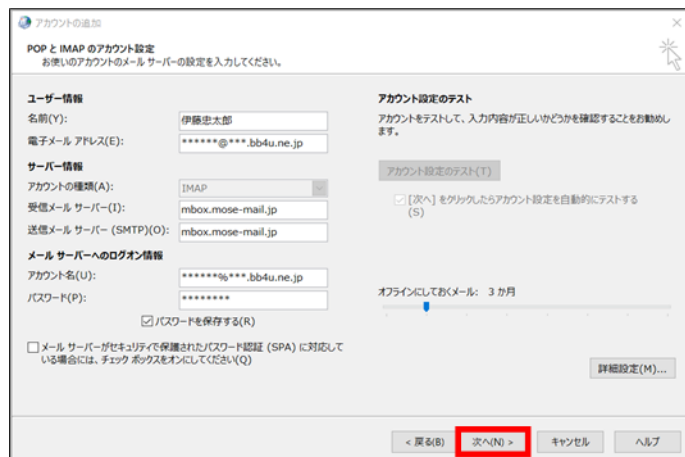 アカウントの追加
POP と IMAP のアカウント設定
お使いのアカウントのメール サーバーの設定を入力してください。
ユーザー情報
名前(Y):
伊藤忠太郎
電子メール アドレス(E):
******@***.bb4u.ne.jp
サーバー情報
アカウントの種類(A):
IMAP
受信メール サーバー(I):
mbox.mose-mail.jp
送信メール サーバー (SMTP)(O):
mbox.mose-mail.jp
メール サーバーへのログオン情報
アカウント名(U):
******%***.bb4u.ne.jp
パスワード(P):
********
パスワードを保存する(R)
メール サーバーがセキュリティで保護されたパスワード認証 (SPA) に対応して
いる場合には、チェック ボックスをオンにしてください(Q)
アカウント設定のテスト
アカウントをテストして、入力内容が正しいかどうかを確認することをお勧めし
ます。
アカウント設定のテスト(T)
[次へ] をクリックしたらアカウント設定を自動的にテストする
(S)
オフラインにしておくメール: 3 か月
詳細設定(M)...
< 戻る(B)
次へ(N) >
キャンセル
ヘルプ